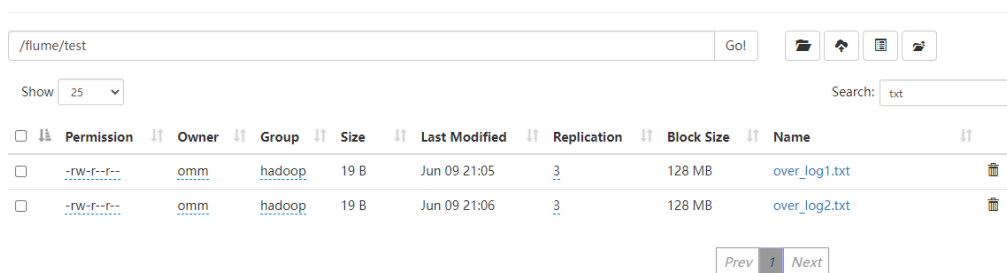 /flume/test Go!
Show 25 Search: txt
Permission Owner Group Size Last Modified Replication Block Size Name
-rw-r--r-- omm hadoop 19 B Jun 09 21:05 3 128 MB over_log1.txt
-rw-r--r-- omm hadoop 19 B Jun 09 21:06 3 128 MB over_log2.txt
Prev 1 Next